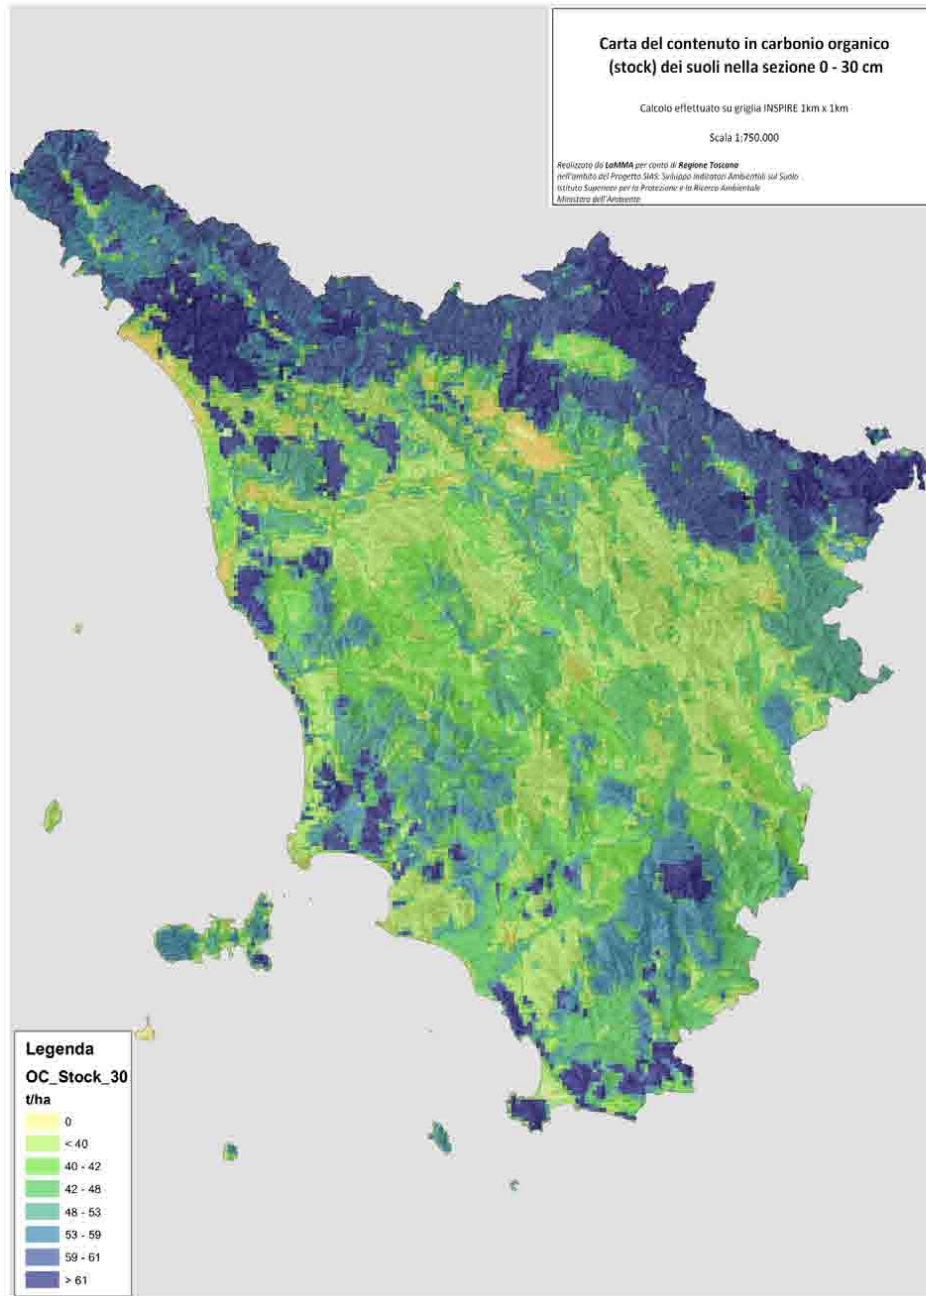 Carta del contenuto in carbonio organico
(stock) dei suoli nella sezione 0 - 30 cm
Calcolo effettuato su griglia INSPIRE 1km x 1km
Scala 1:750.000
Realizzato da LaMMA per conto di Regione Toscana
nell'ambito del Progetto SIAS: Sviluppo Indicatori Ambientali sul Suolo
Istituto Superiore per la Protezione e la Ricerca Ambientale
Ministero dell'Ambiente
Legenda
OC_Stock_30
t/ha
0
< 40
40 - 42
42 - 48
48 - 53
53 - 59
59 - 61
> 61